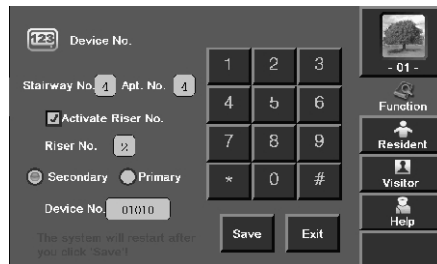 123 Device No.
Stairway No. 4 Apt. No. 4
Activate Riser No.
Riser No. 2
Secondary Primary
Device No. 01010
The system will restart after
you click 'Save'!
1 2 3
4 5 6
7 8 9
* 0 #
Save Exit
- 01 -
Function
Resident
Visitor
Help